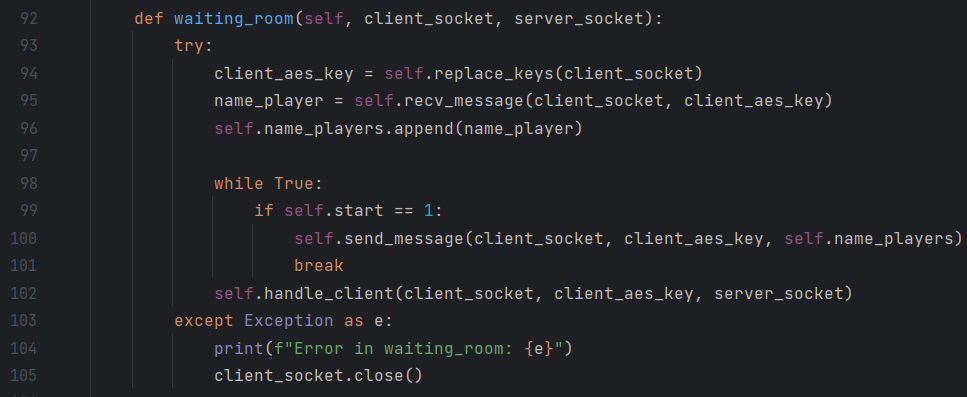 92 def waiting_room(self, client_socket, server_socket):
93 try:
94 client_aes_key = self.replace_keys(client_socket)
95 name_player = self.recv_message(client_socket, client_aes_key)
96 self.name_players.append(name_player)
97
98 while True:
99 if self.start == 1:
100 self.send_message(client_socket, client_aes_key, self.name_players)
101 break
102 self.handle_client(client_socket, client_aes_key, server_socket)
103 except Exception as e:
104 print(f"Error in waiting_room: {e}")
105 client_socket.close()